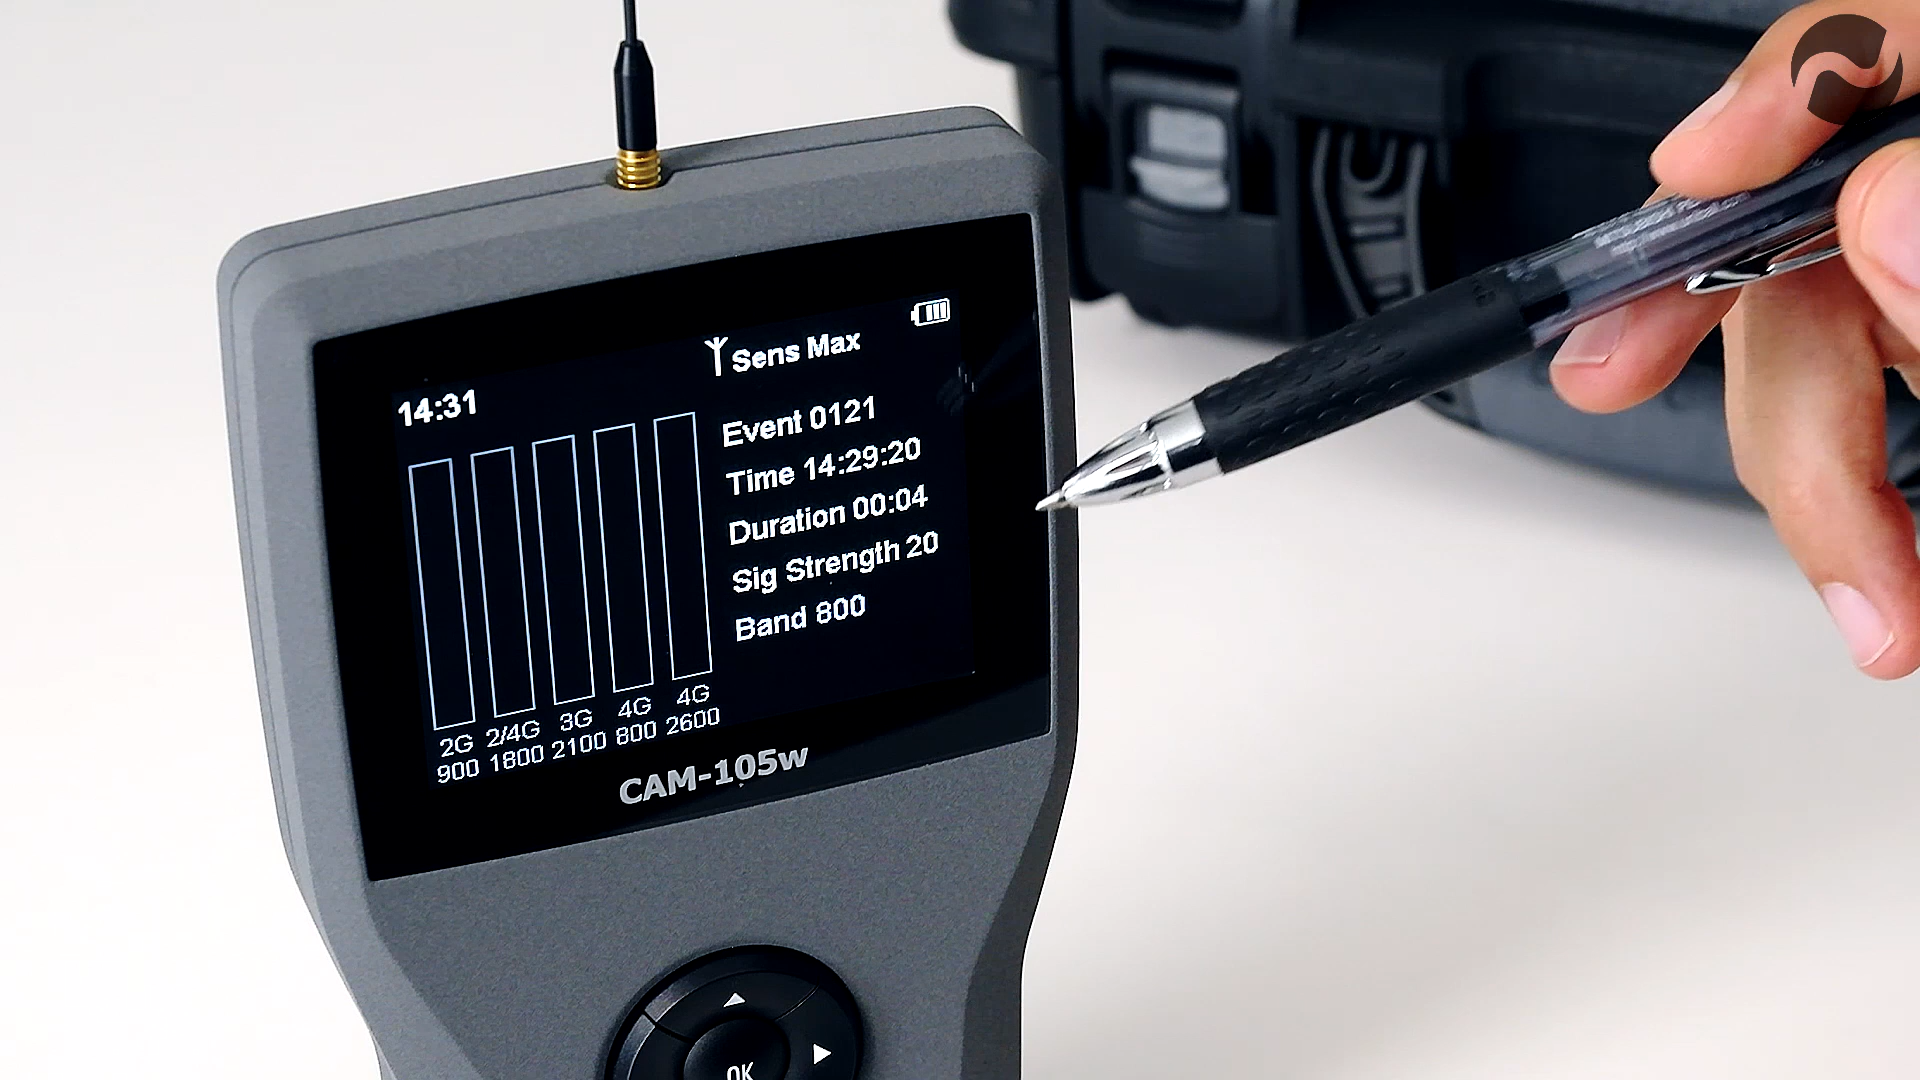 14:31
Sens Max
Event 0121
Time 14:29:20
Duration 00:04
Sig Strength 20
Band 800
2G 2/4G 3G 4G 4G
900 1800 2100 800 2600
CAM-105w
OK